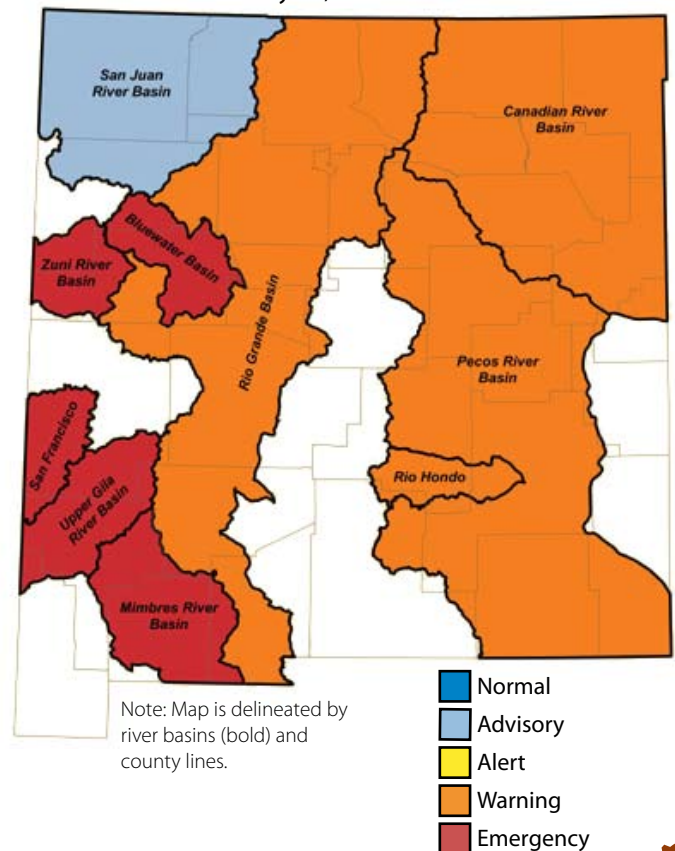 San Juan
River Basin
Canadian River
Basin
Bluewater Basin
Zuni River
Basin
Rio Grande Basin
Pecos River
Basin
San Francisco
Rio Hondo
Upper Gila
River Basin
Mimbres River
Basin
Note: Map is delineated by
river basins (bold) and
county lines.
Normal
Advisory
Alert
Warning
Emergency